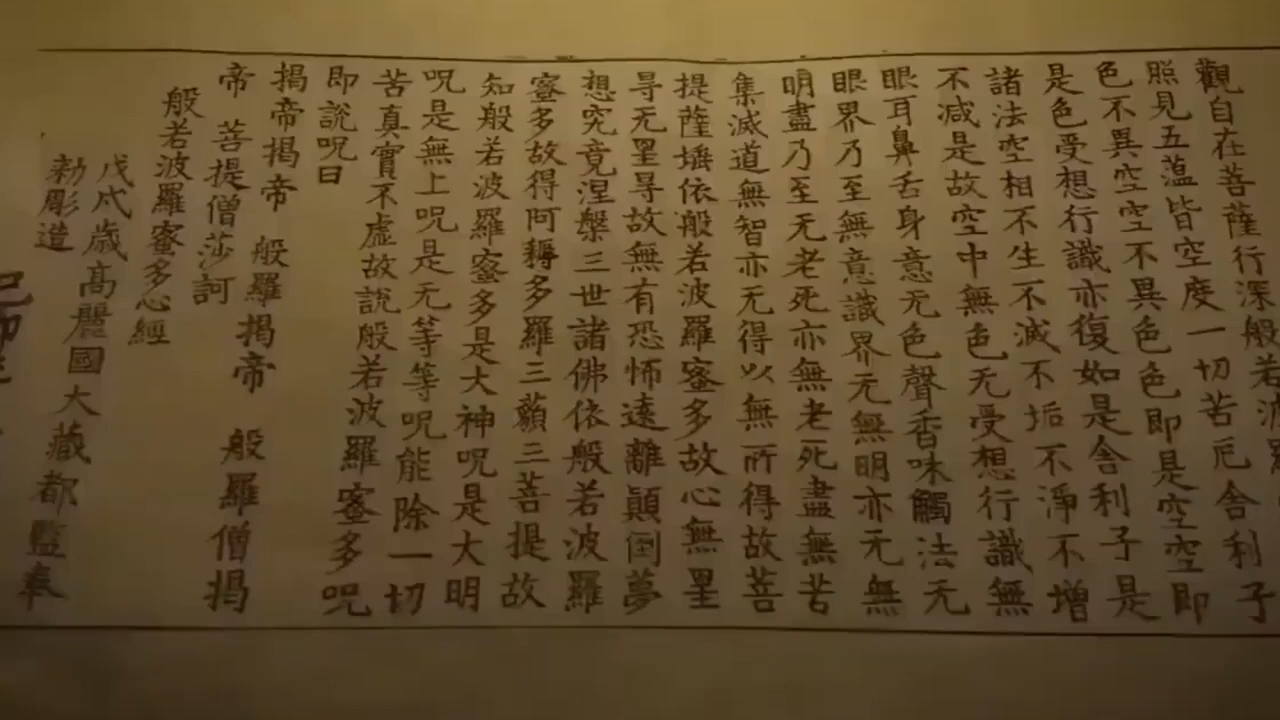 觀自在菩薩行深般若波羅
照見五蕰皆空度一切苦厄舍利子
色不異空空不異色色即是空空即
是色受想行識亦復如是舍利子是
諸法空相不生不滅不垢不淨不增
不減是故空中無色无受想行識無
眼耳鼻舌身意无色聲香味觸法无
眼界乃至無意識界无無明亦无無
明盡乃至无老死亦無老死盡無苦
集滅道無智亦无得以無所得故菩
提薩埵依般若波羅蜜多故心無罣
㝵无罣㝵故無有恐怖遠離顛倒夢
想究竟涅槃三世諸佛依般若波羅
蜜多故得阿耨多羅三藐三菩提故
知般若波羅蜜多是大神呪是大明
呪是無上呪是无等等呪能除一切
苦真實不虛故說般若波羅蜜多呪
即說呪曰
揭帝揭帝 般羅揭帝 般羅僧揭
帝 菩提僧莎訶
般若波羅蜜多心經
戊戌歲高麗國大藏都監奉
勅彫造